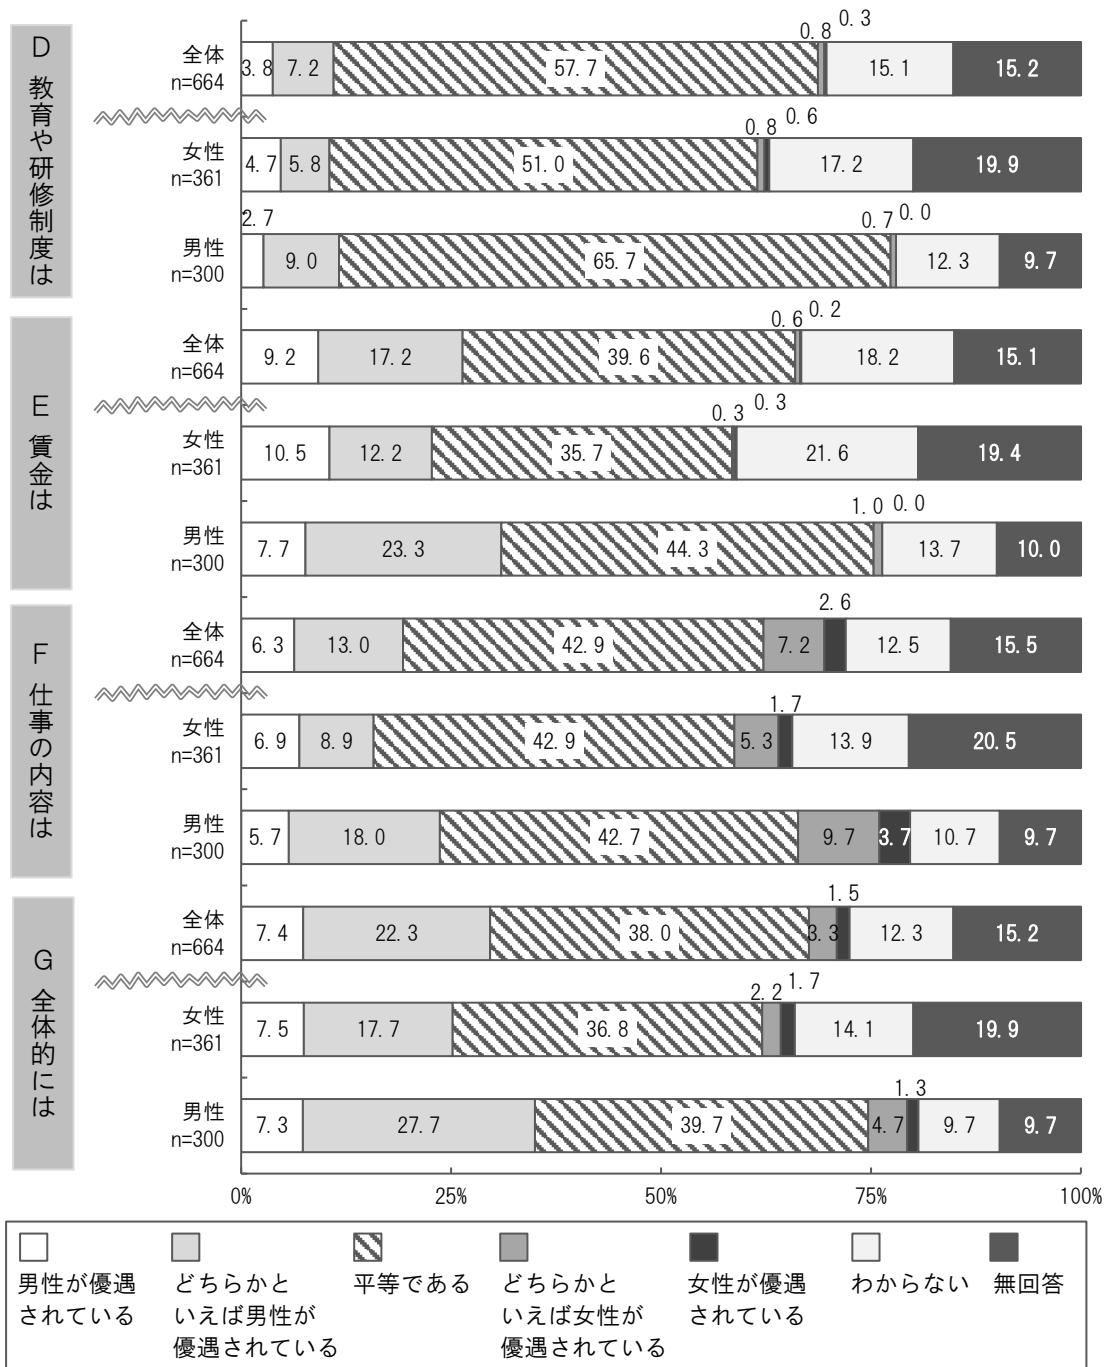 D 教育や研修制度は
0.8 0.3
全体
n=664
3.8 7.2 57.7 15.1 15.2
0.8 0.6
女性
n=361
4.7 5.8 51.0 17.2 19.9
2.7 0.7 0.0
男性
n=300
9.0 65.7 12.3 9.7
E 賃金は
0.6 0.2
全体
n=664
9.2 17.2 39.6 18.2 15.1
0.3 0.3
女性
n=361
10.5 12.2 35.7 21.6 19.4
1.0 0.0
男性
n=300
7.7 23.3 44.3 13.7 10.0
F 仕事の内容は
2.6
全体
n=664
6.3 13.0 42.9 7.2 12.5 15.5
1.7
女性
n=361
6.9 8.9 42.9 5.3 13.9 20.5
男性
n=300
5.7 18.0 42.7 9.7 3.7 10.7 9.7
G 全体的には
1.5
全体
n=664
7.4 22.3 38.0 3.3 12.3 15.2
2.2 1.7
女性
n=361
7.5 17.7 36.8 14.1 19.9
1.3
男性
n=300
7.3 27.7 39.7 4.7 9.7 9.7
0% 25% 50% 75% 100%
男性が優遇
されている
どちらかと
いえば男性が
優遇されている
平等である
どちらかと
いえば女性が
優遇されている
女性が優遇
されている
わからない
無回答